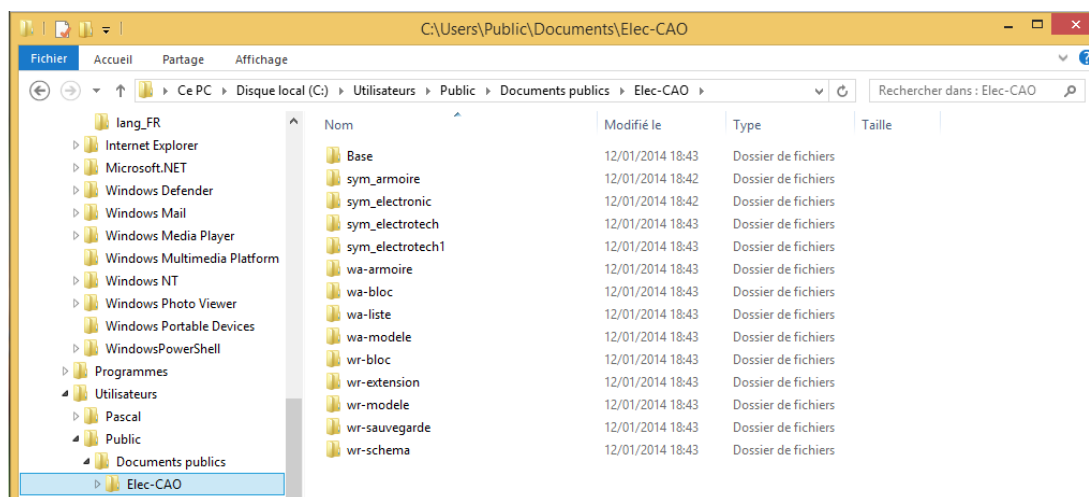 C:\Users\Public\Documents\Elec-CAO
Fichier Accueil Partage Affichage
Ce PC Disque local (C:) Utilisateurs Public Documents publics Elec-CAO Rechercher dans : Elec-CAO
lang_FR
Internet Explorer
Microsoft.NET
Windows Defender
Windows Mail
Windows Media Player
Windows Multimedia Platform
Windows NT
Windows Photo Viewer
Windows Portable Devices
WindowsPowerShell
Programmes
Utilisateurs
Pascal
Public
Documents publics
Elec-CAO
Nom Modifié le Type Taille
Base 12/01/2014 18:43 Dossier de fichiers
sym_armoire 12/01/2014 18:42 Dossier de fichiers
sym_electronic 12/01/2014 18:42 Dossier de fichiers
sym_electrotech 12/01/2014 18:43 Dossier de fichiers
sym_electrotech1 12/01/2014 18:43 Dossier de fichiers
wa-armoire 12/01/2014 18:43 Dossier de fichiers
wa-bloc 12/01/2014 18:43 Dossier de fichiers
wa-liste 12/01/2014 18:43 Dossier de fichiers
wa-modele 12/01/2014 18:43 Dossier de fichiers
wr-bloc 12/01/2014 18:43 Dossier de fichiers
wr-extension 12/01/2014 18:43 Dossier de fichiers
wr-modele 12/01/2014 18:43 Dossier de fichiers
wr-sauvegarde 12/01/2014 18:43 Dossier de fichiers
wr-schema 12/01/2014 18:43 Dossier de fichiers